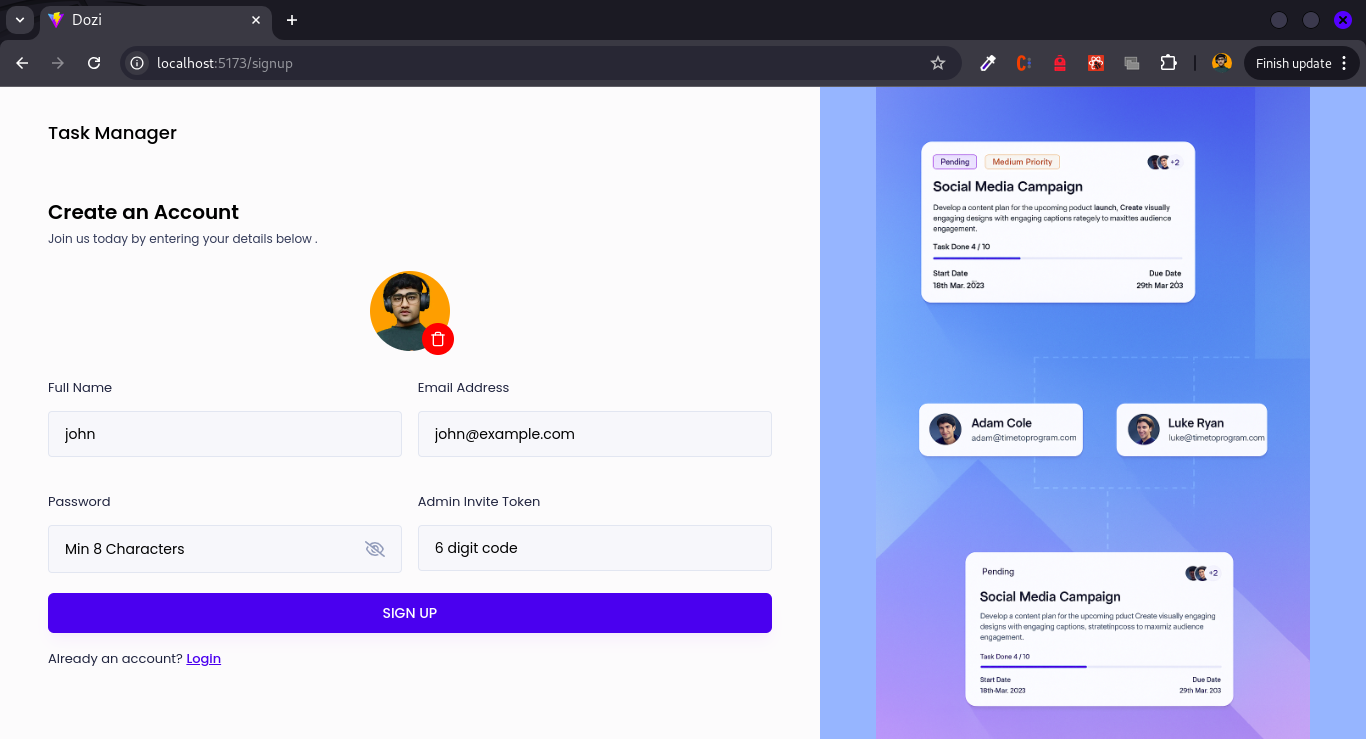 Dozi
localhost:5173/signup
Finish update
Task Manager
Create an Account
Join us today by entering your details below .
Full Name
Email Address
john
john@example.com
Password
Admin Invite Token
Min 8 Characters
6 digit code
SIGN UP
Already an account? Login
Pending
Medium Priority
+2
Social Media Campaign
Develop a content plan for the upcoming poduct launch, Create visually
engaging designs with engaging captions rategely to maxittes audience
engagement.
Task Done 4 / 10
Start Date
Due Date
18th Mar. 2023
29th Mar 203
Adam Cole
adam@timetoprogram.com
Luke Ryan
luke@timetoprogram.com
Pending
+2
Social Media Campaign
Develop a content plan for the upcoming pduct Create visually engaging
designs with engaging captions, stratetinpcoss to maxmiz audience
engagement.
Task Done 4 / 10
Start Date
Due Date
18th-Mar. 2023
29th Mar. 203